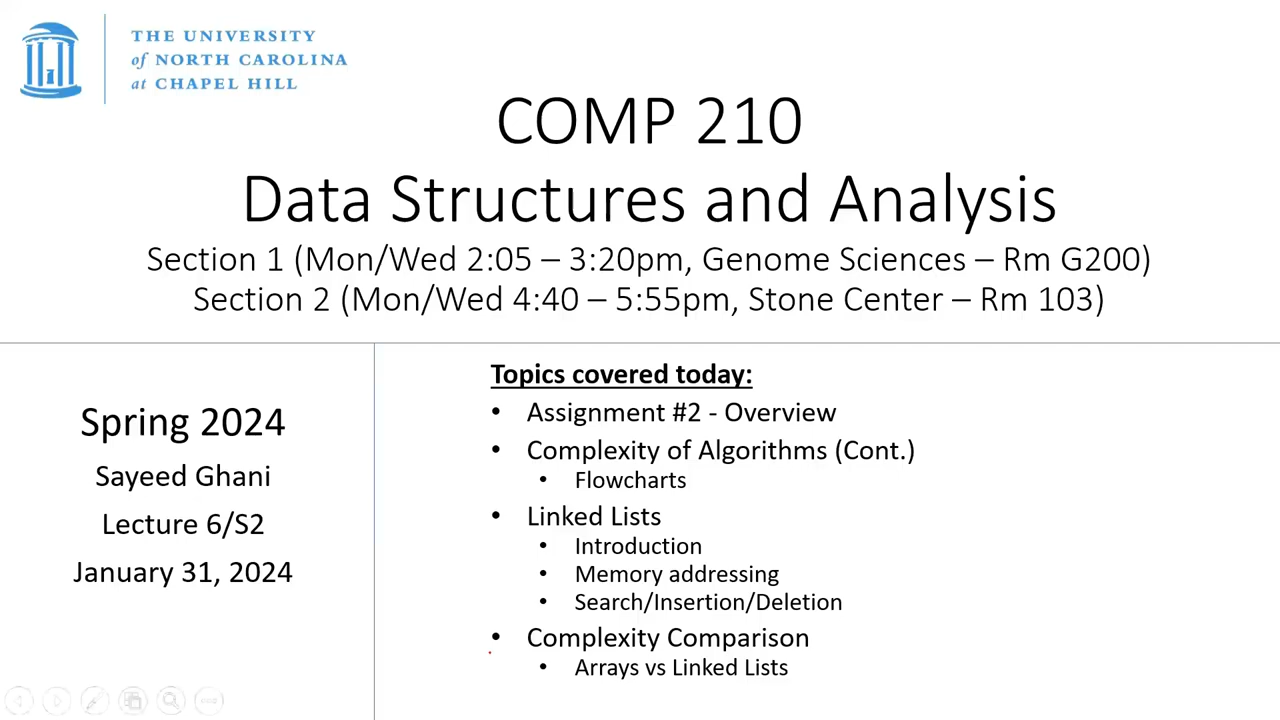 THE UNIVERSITY
of NORTH CAROLINA
at CHAPEL HILL
COMP 210
Data Structures and Analysis
Section 1 (Mon/Wed 2:05 – 3:20pm, Genome Sciences – Rm G200)
Section 2 (Mon/Wed 4:40 – 5:55pm, Stone Center – Rm 103)
Spring 2024
Sayeed Ghani
Lecture 6/S2
January 31, 2024
Topics covered today:
• Assignment #2 - Overview
• Complexity of Algorithms (Cont.)
• Flowcharts
• Linked Lists
• Introduction
• Memory addressing
• Search/Insertion/Deletion
• Complexity Comparison
• Arrays vs Linked Lists